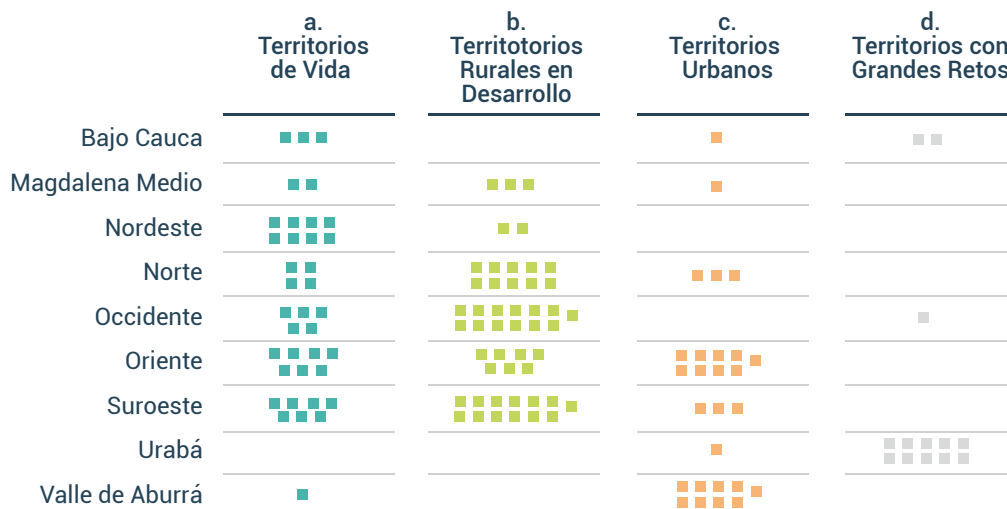 a.
Territorios
de Vida
b.
Territotorios
Rurales en
Desarrollo
c.
Territorios
Urbanos
d.
Territorios con
Grandes Retos
Bajo Cauca
Magdalena Medio
Nordeste
Norte
Occidente
Oriente
Suroeste
Urabá
Valle de Aburrá